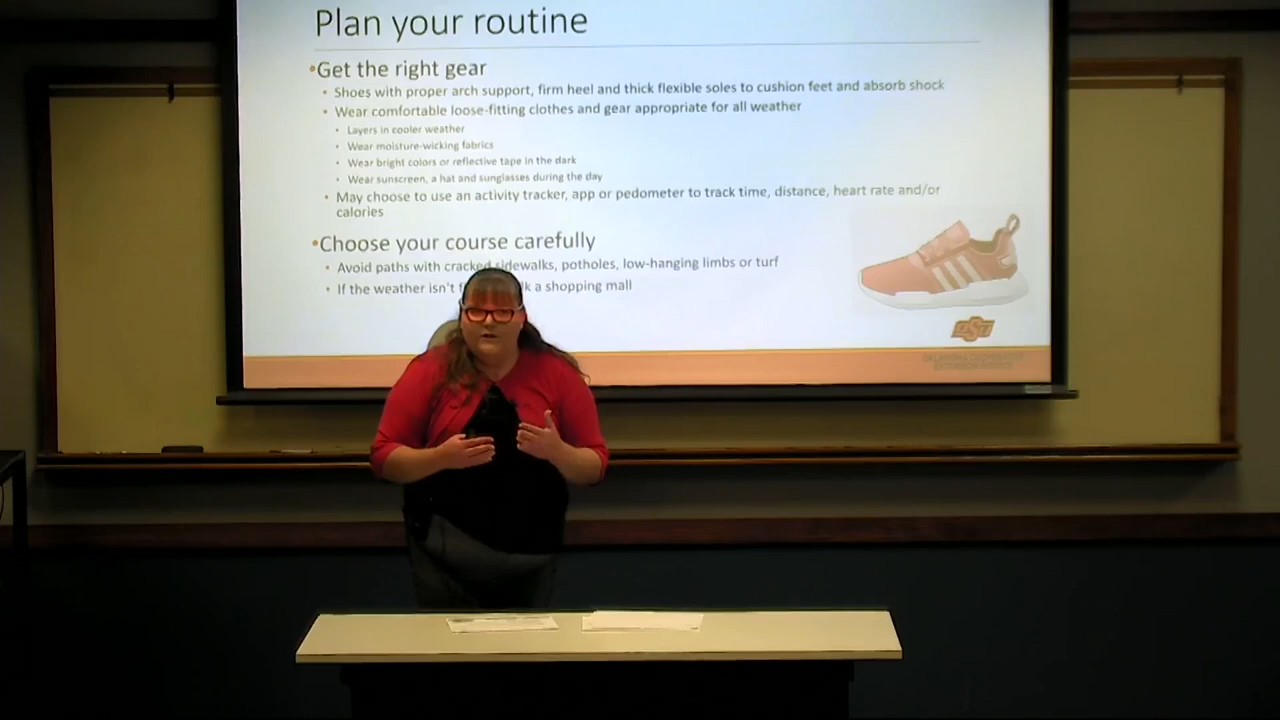 Plan your routine
•Get the right gear
• Shoes with proper arch support, firm heel and thick flexible soles to cushion feet and absorb shock
• Wear comfortable loose-fitting clothes and gear appropriate for all weather
• Layers in cooler weather
• Wear moisture-wicking fabrics
• Wear bright colors or reflective tape in the dark
• Wear sunscreen, a hat and sunglasses during the day
• May choose to use an activity tracker, app or pedometer to track time, distance, heart rate and/or
calories
•Choose your course carefully
• Avoid paths with cracked sidewalks, potholes, low-hanging limbs or turf
• If the weather isn't a shopping mall
OSU